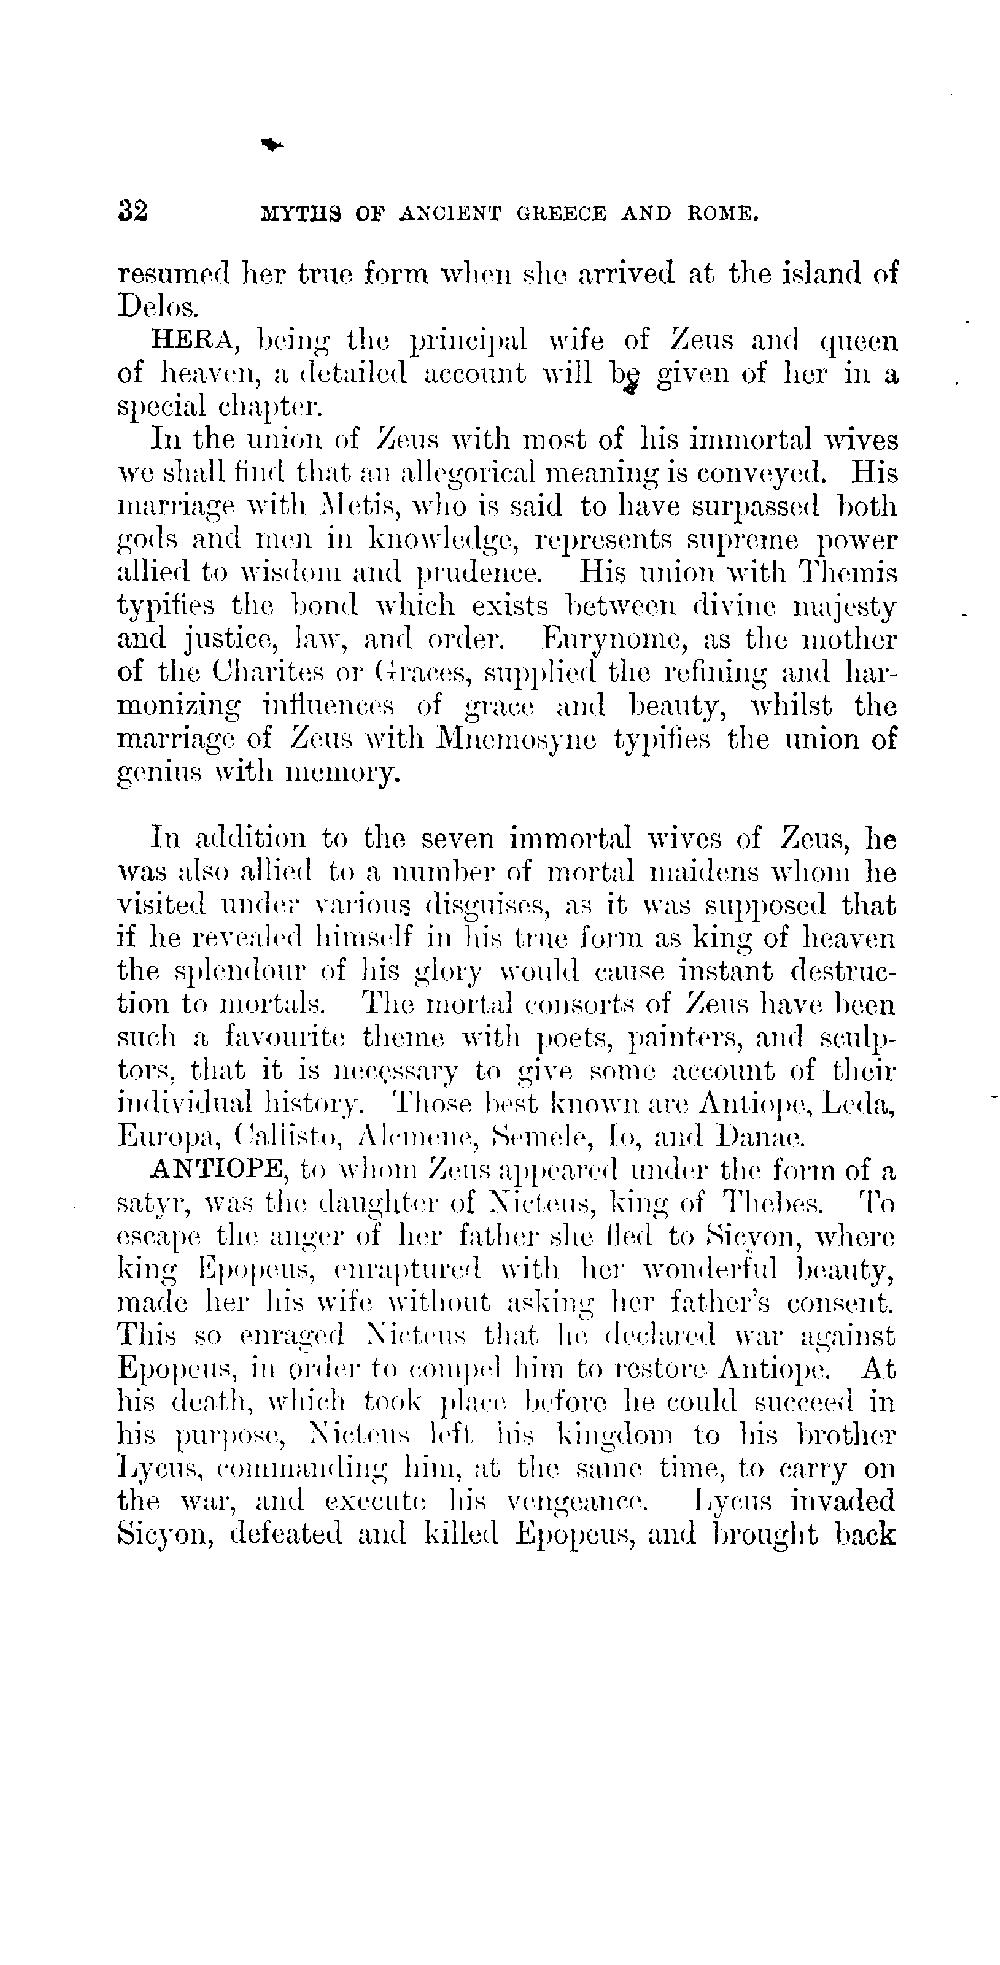 32 MYTHS OF ANCIENT GREECE AND ROME.
resumed her true form when she arrived at the island of
Delos.
HERA, being the principal wife of Zeus and queen
of heaven, a detailed account will be given of her in a
special chapter.
In the union of Zeus with most of his immortal wives
we shall find that an allegorical meaning is conveyed. His
marriage with Metis, who is said to have surpassed both
gods and men in knowledge, represents supreme power
allied to wisdom and prudence. His union with Themis
typifies the bond which exists between divine majesty
and justice, law, and order. Eurynome, as the mother
of the Charites or Graces, supplied the refining and har-
monizing influences of grace and beauty, whilst the
marriage of Zeus with Mnemosyne typifies the union of
genius with memory.
In addition to the seven immortal wives of Zeus, he
was also allied to a number of mortal maidens whom he
visited under various disguises, as it was supposed that
if he revealed himself in his true form as king of heaven
the splendour of his glory would cause instant destruc-
tion to mortals. The mortal consorts of Zeus have been
such a favourite theme with poets, painters, and sculp-
tors, that it is necessary to give some account of their
individual history. Those best known are Antiope, Leda,
Europa, Callisto, Alcmene, Semele, Io, and Danae.
ANTIOPE, to whom Zeus appeared under the form of a
satyr, was the daughter of Nicteus, king of Thebes. To
escape the anger of her father she fled to Sicyon, where
king Epopeus, enraptured with her wonderful beauty,
made her his wife without asking her father's consent.
This so enraged Nicteus that he declared war against
Epopeus, in order to compel him to restore Antiope. At
his death, which took place before he could succeed in
his purpose, Nicteus left his kingdom to his brother
Lycus, commanding him, at the same time, to carry on
the war, and execute his vengeance. Lycus invaded
Sicyon, defeated and killed Epopeus, and brought back